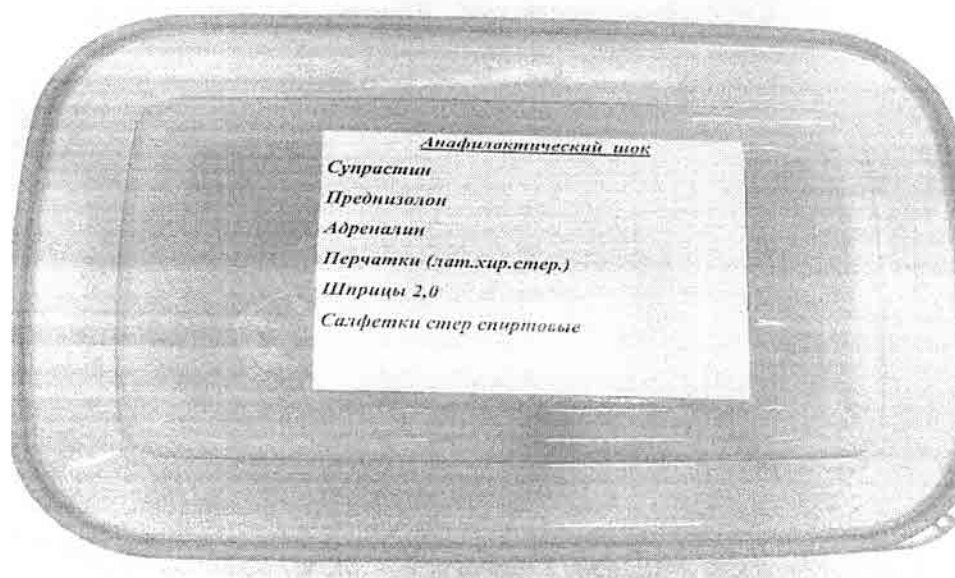 Анафилактический шок
Супрастин
Преднизолон
Адреналин
Перчатки (лат.хир.стер.)
Шприцы 2,0
Салфетки стер спиртовые